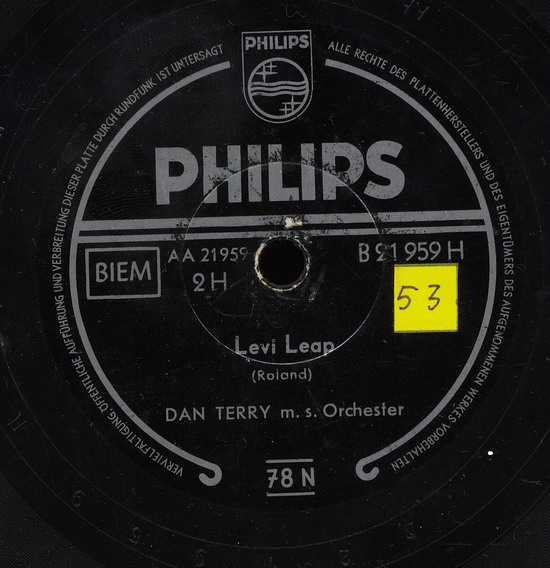 PHILIPS
ALLE RECHTE DES PLATTENHERSTELLERS UND DES EIGENTÜMERS DES AUFGENOMMENEN WERKES VORBEHALTEN
VERVIELFÄLTIGUNG ÖFFENTLICHE AUFFÜHRUNG UND VERBREITUNG DIESER PLATTE DURCH RUNDFUNK IST UNTERSAGT
PHILIPS
BIEM
AA 21959
2H
B 21 959 H
53
Levi Leap
(Roland)
DAN TERRY m. s. Orchester
78 N